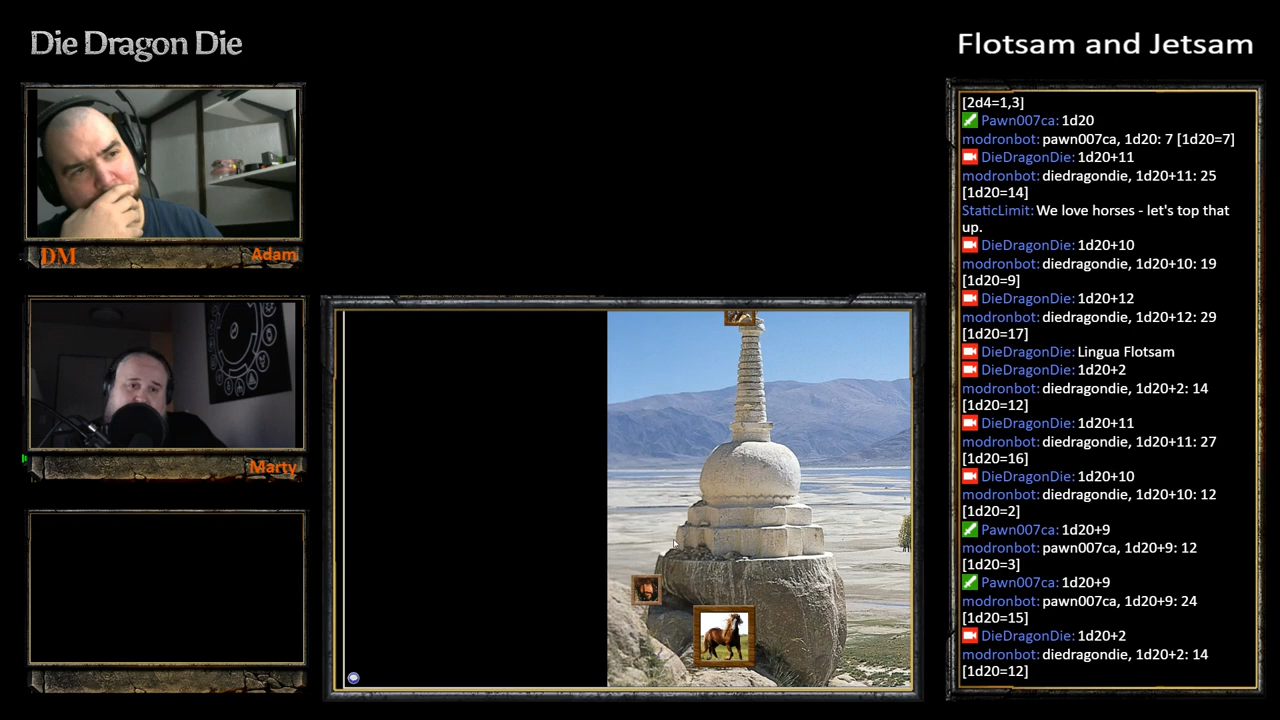 Die Dragon Die
Flotsam and Jetsam
DM
Adam
Marty
[2d4=1,3]
Pawn007ca: 1d20
modronbot: pawn007ca, 1d20: 7 [1d20=7]
DieDragonDie: 1d20+11
modronbot: diedragondie, 1d20+11: 25
[1d20=14]
StaticLimit: We love horses - let's top that
up.
DieDragonDie: 1d20+10
modronbot: diedragondie, 1d20+10: 19
[1d20=9]
DieDragonDie: 1d20+12
modronbot: diedragondie, 1d20+12: 29
[1d20=17]
DieDragonDie: Lingua Flotsam
DieDragonDie: 1d20+2
modronbot: diedragondie, 1d20+2: 14
[1d20=12]
DieDragonDie: 1d20+11
modronbot: diedragondie, 1d20+11: 27
[1d20=16]
DieDragonDie: 1d20+10
modronbot: diedragondie, 1d20+10: 12
[1d20=2]
Pawn007ca: 1d20+9
modronbot: pawn007ca, 1d20+9: 12
[1d20=3]
Pawn007ca: 1d20+9
modronbot: pawn007ca, 1d20+9: 24
[1d20=15]
DieDragonDie: 1d20+2
modronbot: diedragondie, 1d20+2: 14
[1d20=12]